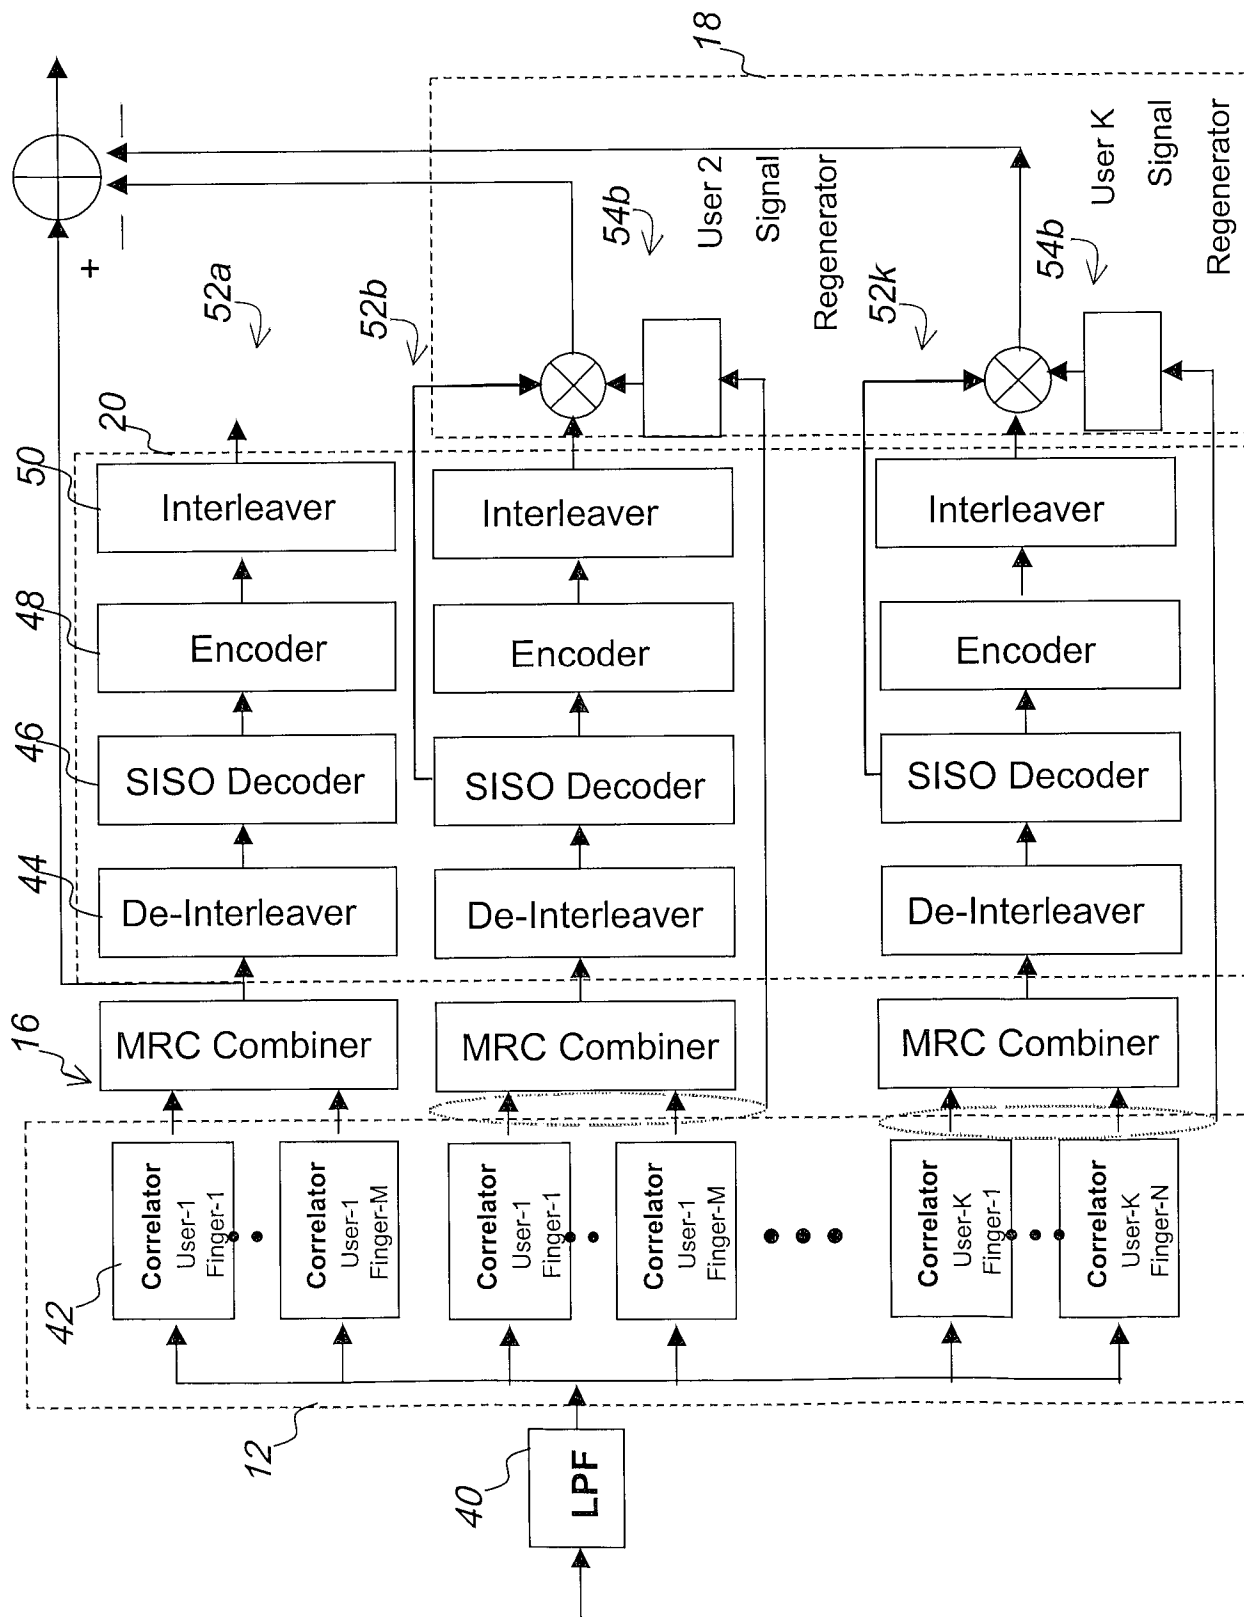 18
+
—
—
52a
52b
54b
User 2
Signal
Regenerator
52k
54b
User K
Signal
Regenerator
20
50
Interleaver
Interleaver
Interleaver
48
Encoder
Encoder
Encoder
46
SISO Decoder
SISO Decoder
SISO Decoder
44
De-Interleaver
De-Interleaver
De-Interleaver
16
MRC Combiner
MRC Combiner
MRC Combiner
42
Correlator
User-1
Finger-1
Correlator
User-1
Finger-M
Correlator
User-1
Finger-1
Correlator
User-1
Finger-M
Correlator
User-K
Finger-1
Correlator
User-K
Finger-N
12
40
LPF